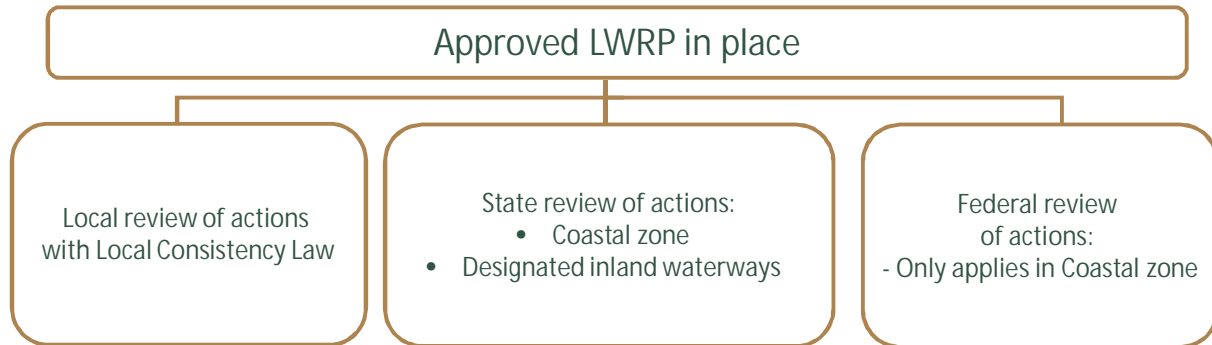 Approved LWRP in place
Local review of actions
with Local Consistency Law
State review of actions:
• Coastal zone
• Designated inland waterways
Federal review
of actions:
- Only applies in Coastal zone